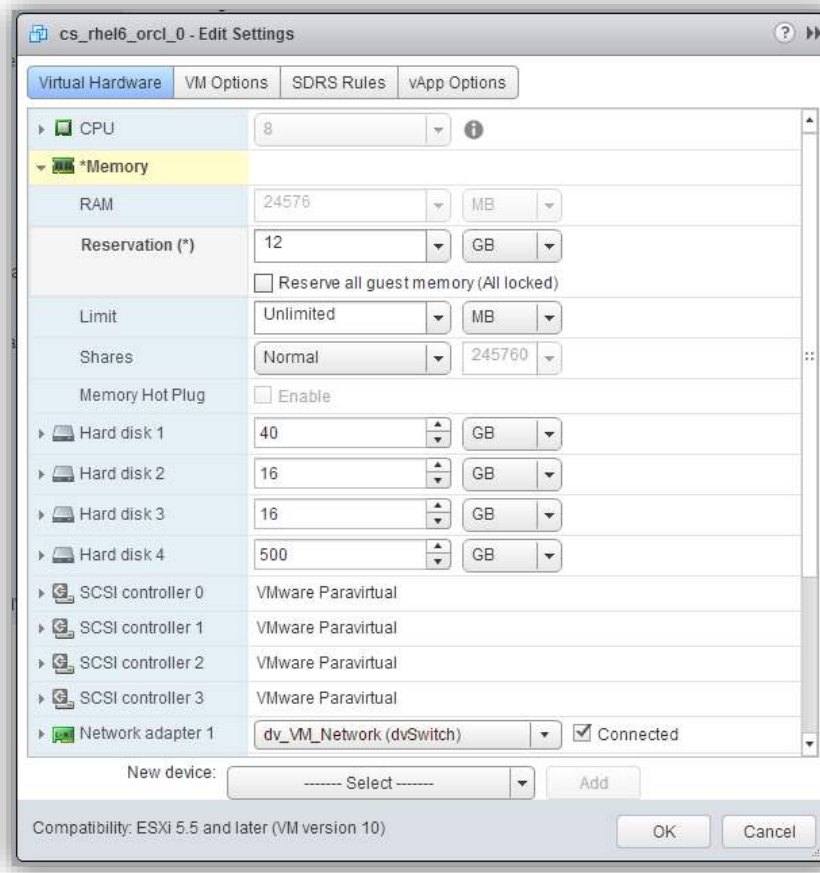 cs_rhel6_orcl_0 - Edit Settings ?
Virtual Hardware VM Options SDRS Rules vApp Options
CPU 8
*Memory
RAM 24576 MB
Reservation (*) 12 GB
Reserve all guest memory (All locked)
Limit Unlimited MB
Shares Normal 245760
Memory Hot Plug Enable
Hard disk 1 40 GB
Hard disk 2 16 GB
Hard disk 3 16 GB
Hard disk 4 500 GB
SCSI controller 0 VMware Paravirtual
SCSI controller 1 VMware Paravirtual
SCSI controller 2 VMware Paravirtual
SCSI controller 3 VMware Paravirtual
Network adapter 1 dv_VM_Network (dvSwitch) Connected
New device: ------- Select ------- Add
Compatibility: ESXi 5.5 and later (VM version 10) OK Cancel